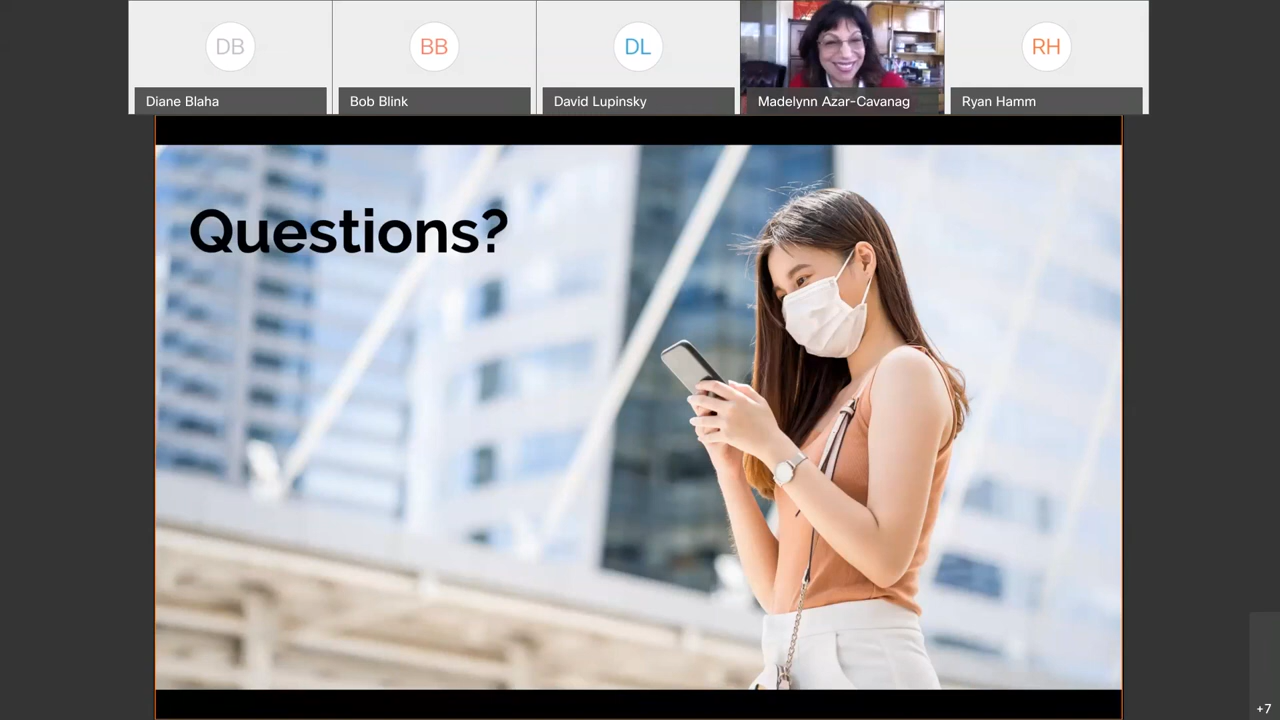 DB
BB
DL
RH
Diane Blaha
Bob Blink
David Lupinsky
Madelynn Azar-Cavanag
Ryan Hamm
Questions?
+7